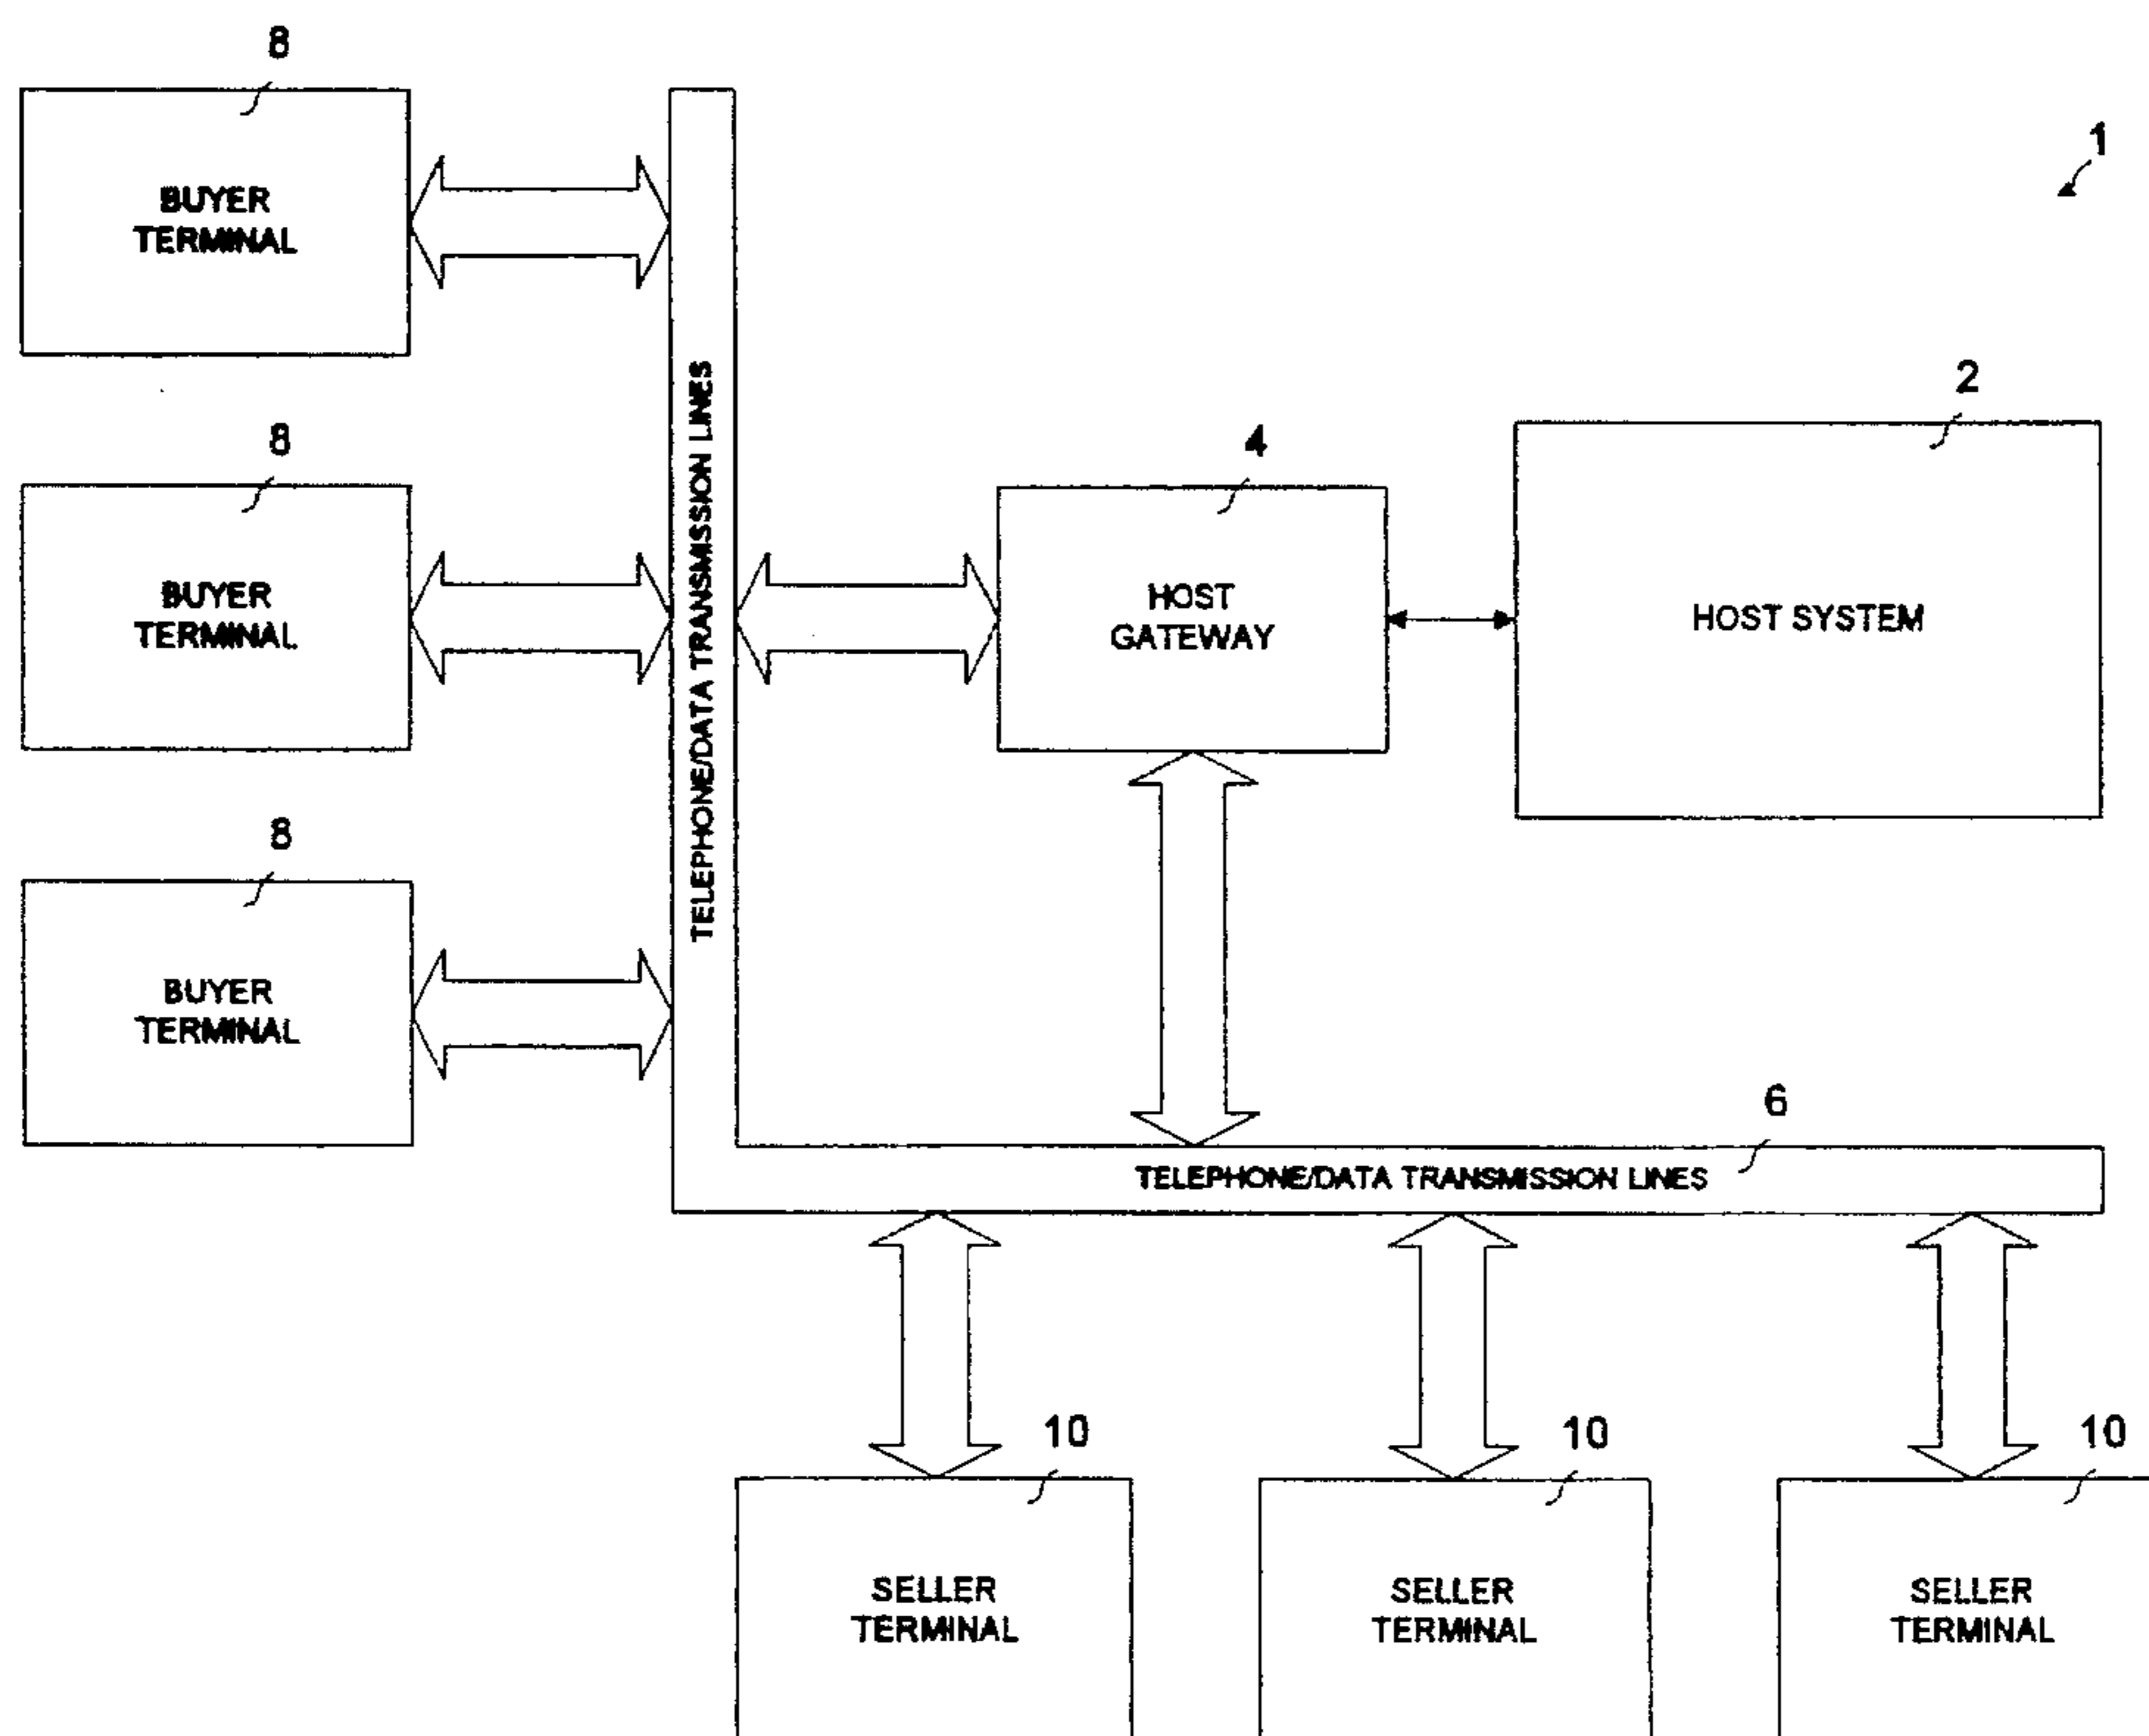 8
BUYER
TERMINAL
1
2
8
4
BUYER
TERMINAL
TELEPHONE/DATA TRANSMISSION LINES
HOST
GATEWAY
HOST SYSTEM
8
BUYER
TERMINAL
6
TELEPHONE/DATA TRANSMISSION LINES
10
10
10
SELLER
TERMINAL
SELLER
TERMINAL
SELLER
TERMINAL